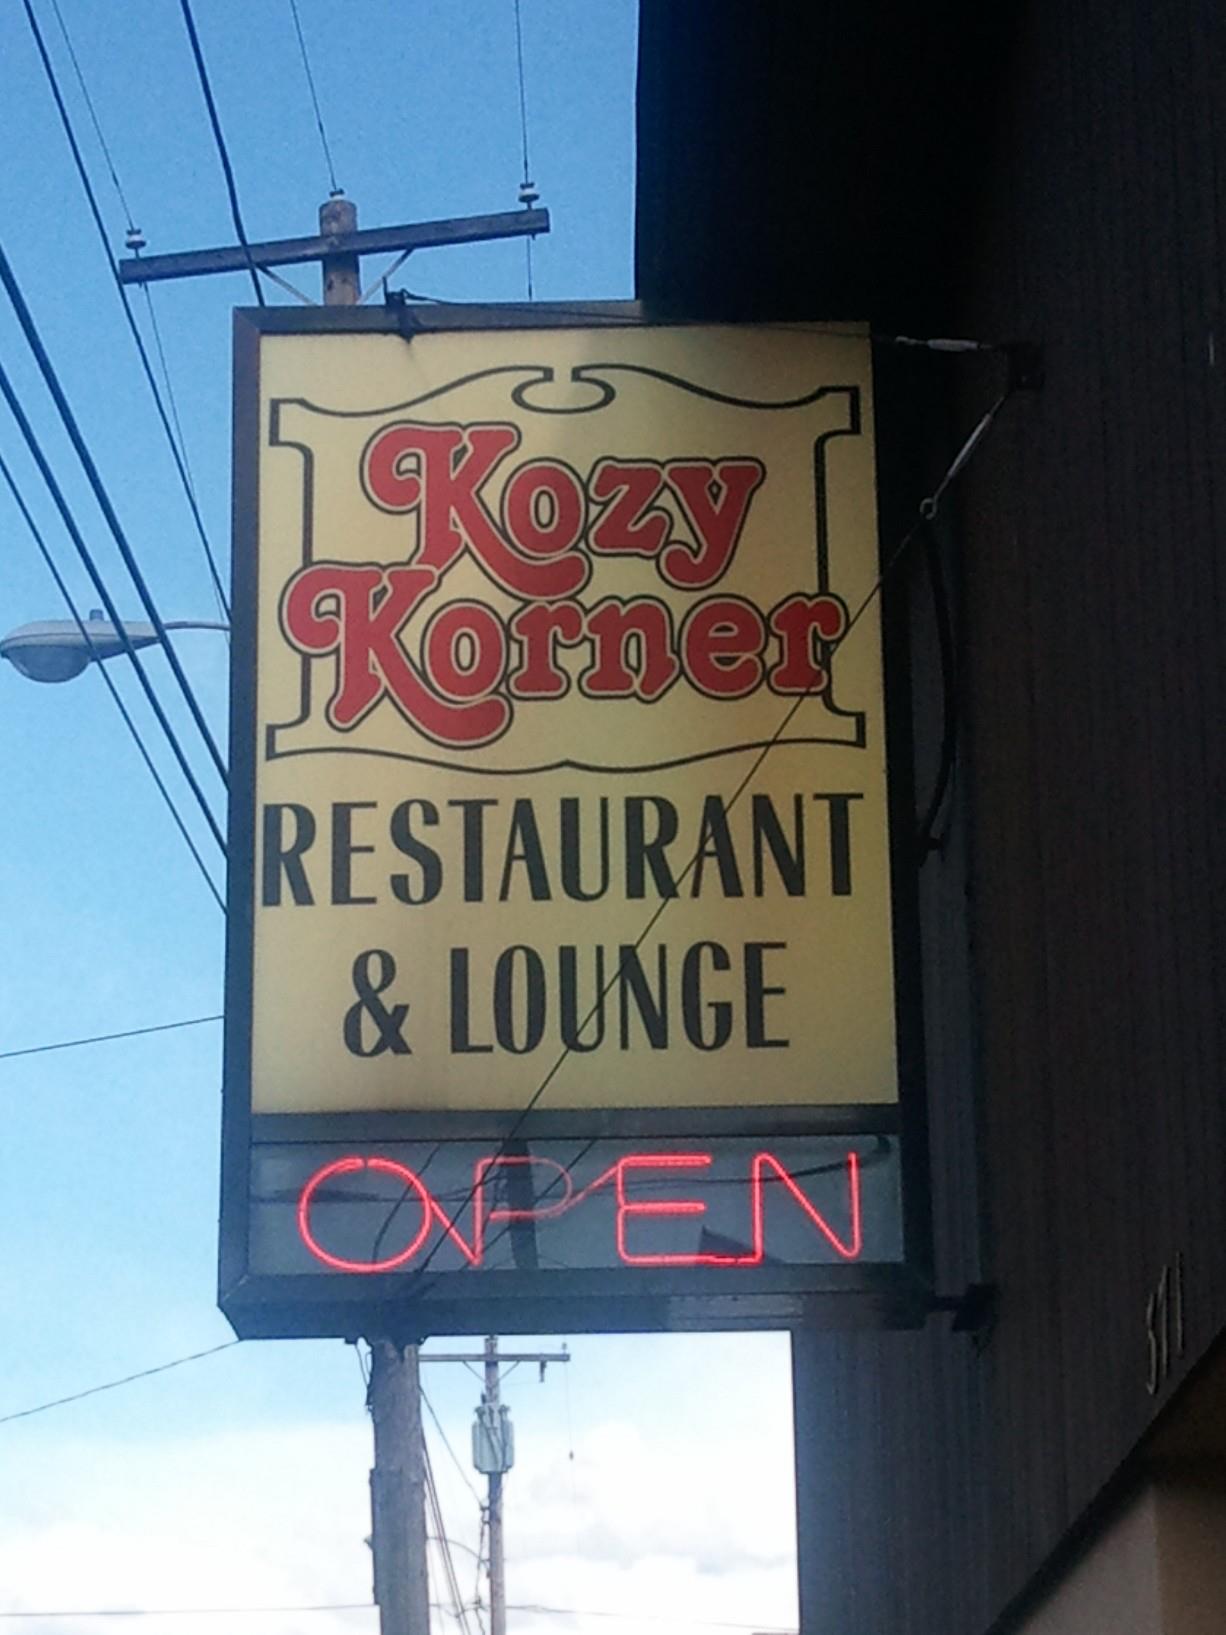 Kozy
Korner
RESTAURANT
& LOUNGE
OPEN